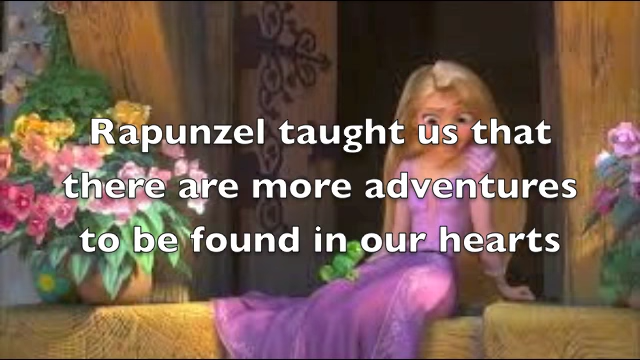 Rapunzel taught us that
there are more adventures
to be found in our hearts